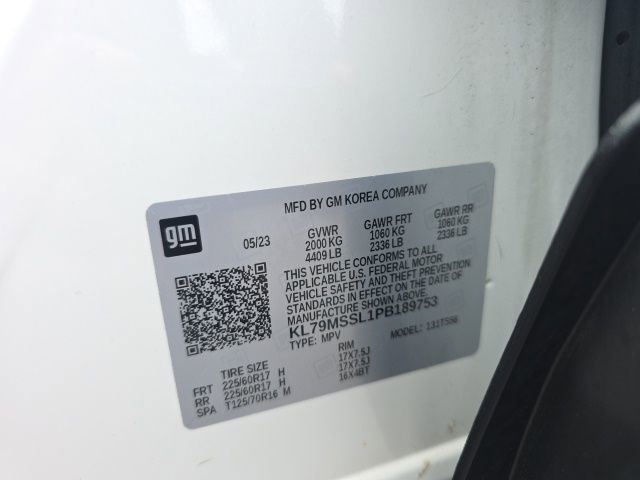 MFD BY GM KOREA COMPANY
gm
05/23
GVWR GAWR FRT GAWR RR
2000 KG 1060 KG 1060 KG
4409 LB 2336 LB 2336 LB
THIS VEHICLE CONFORMS TO ALL
APPLICABLE U.S. FEDERAL MOTOR
VEHICLE SAFETY AND THEFT PREVENTION
STANDARDS IN EFFECT ON THE DATE OF
MANUFACTURE SHOWN ABOVE.
KL79MSSL1PB189753
TYPE: MPV MODEL: 131TS56
TIRE SIZE RIM
FRT 225/60R17 H 17X7.5J
RR 225/60R17 H 17X7.5J
SPA T125/70R16 M 16X4BT